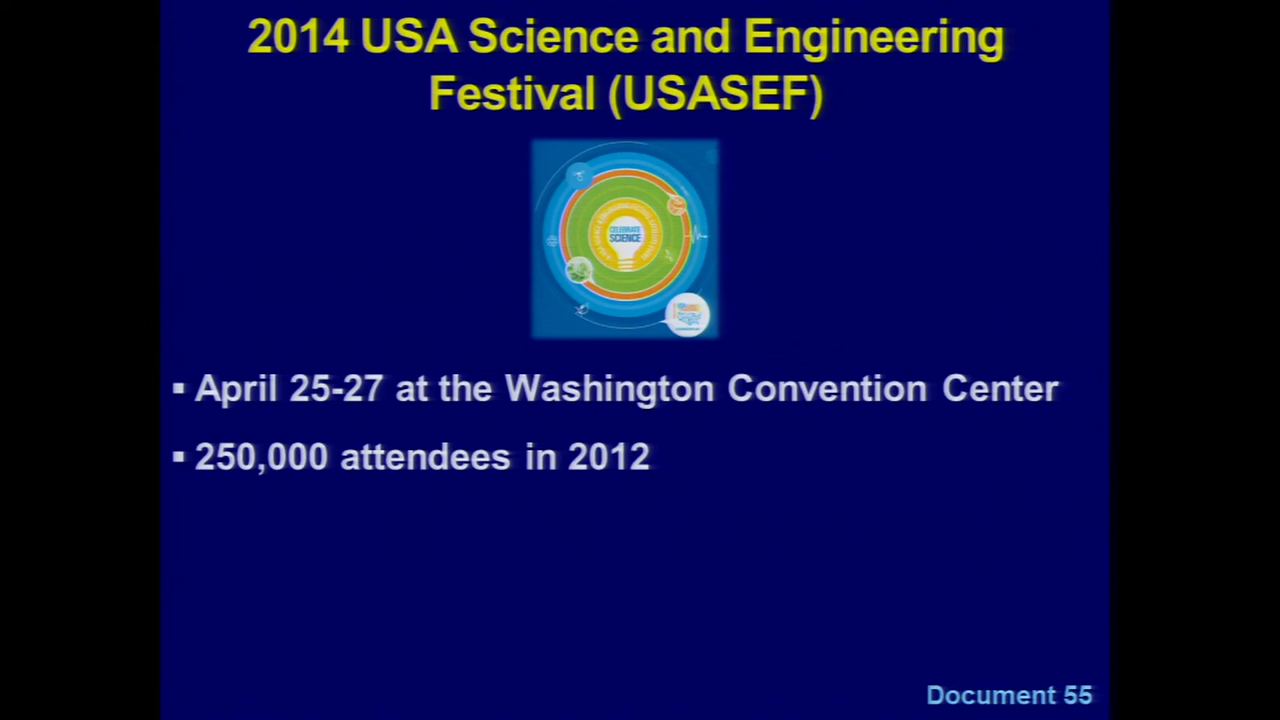 2014 USA Science and Engineering
Festival (USASEF)
CELEBRATE
SCIENCE
▪ April 25-27 at the Washington Convention Center
▪ 250,000 attendees in 2012
Document 55